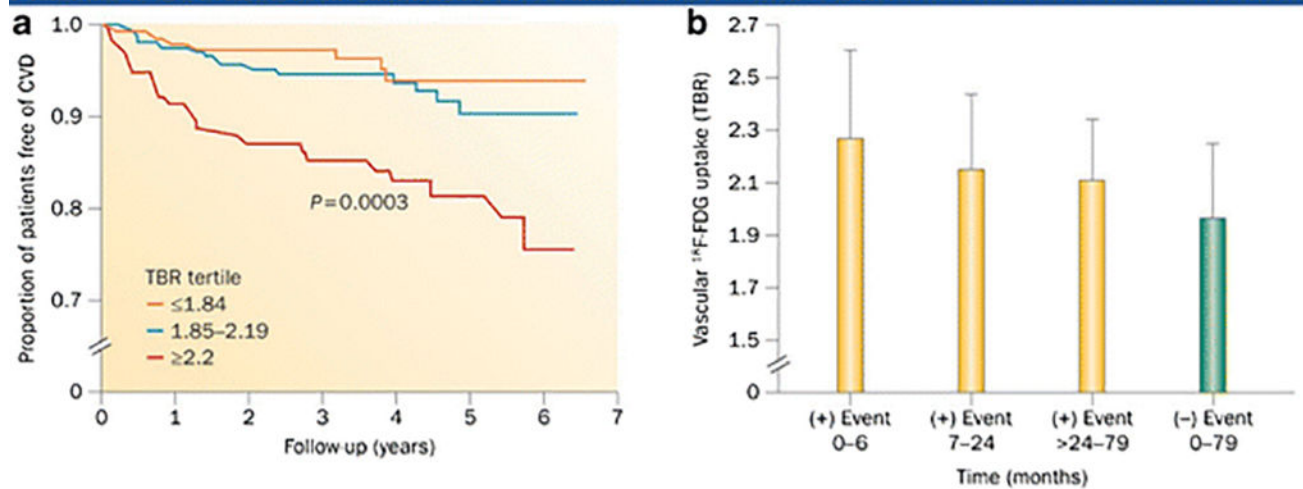 a
1.0
0.9
0.8
0.7
0
Proportion of patients free of CVD
P=0.0003
TBR tertile
≤1.84
1.85–2.19
≥2.2
0 1 2 3 4 5 6 7
Follow-up (years)
b
2.7
2.5
2.3
2.1
1.9
1.7
1.5
0
Vascular ¹⁸F-FDG uptake (TBR)
(+) Event (+) Event (+) Event (–) Event
0–6 7–24 >24–79 0–79
Time (months)